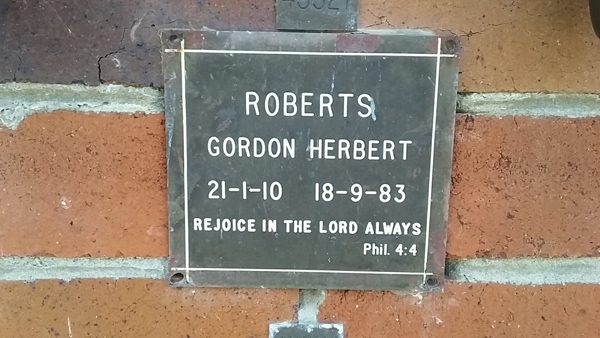 ROBERTS
GORDON HERBERT
21-1-10 18-9-83
REJOICE IN THE LORD ALWAYS
Phil. 4:4